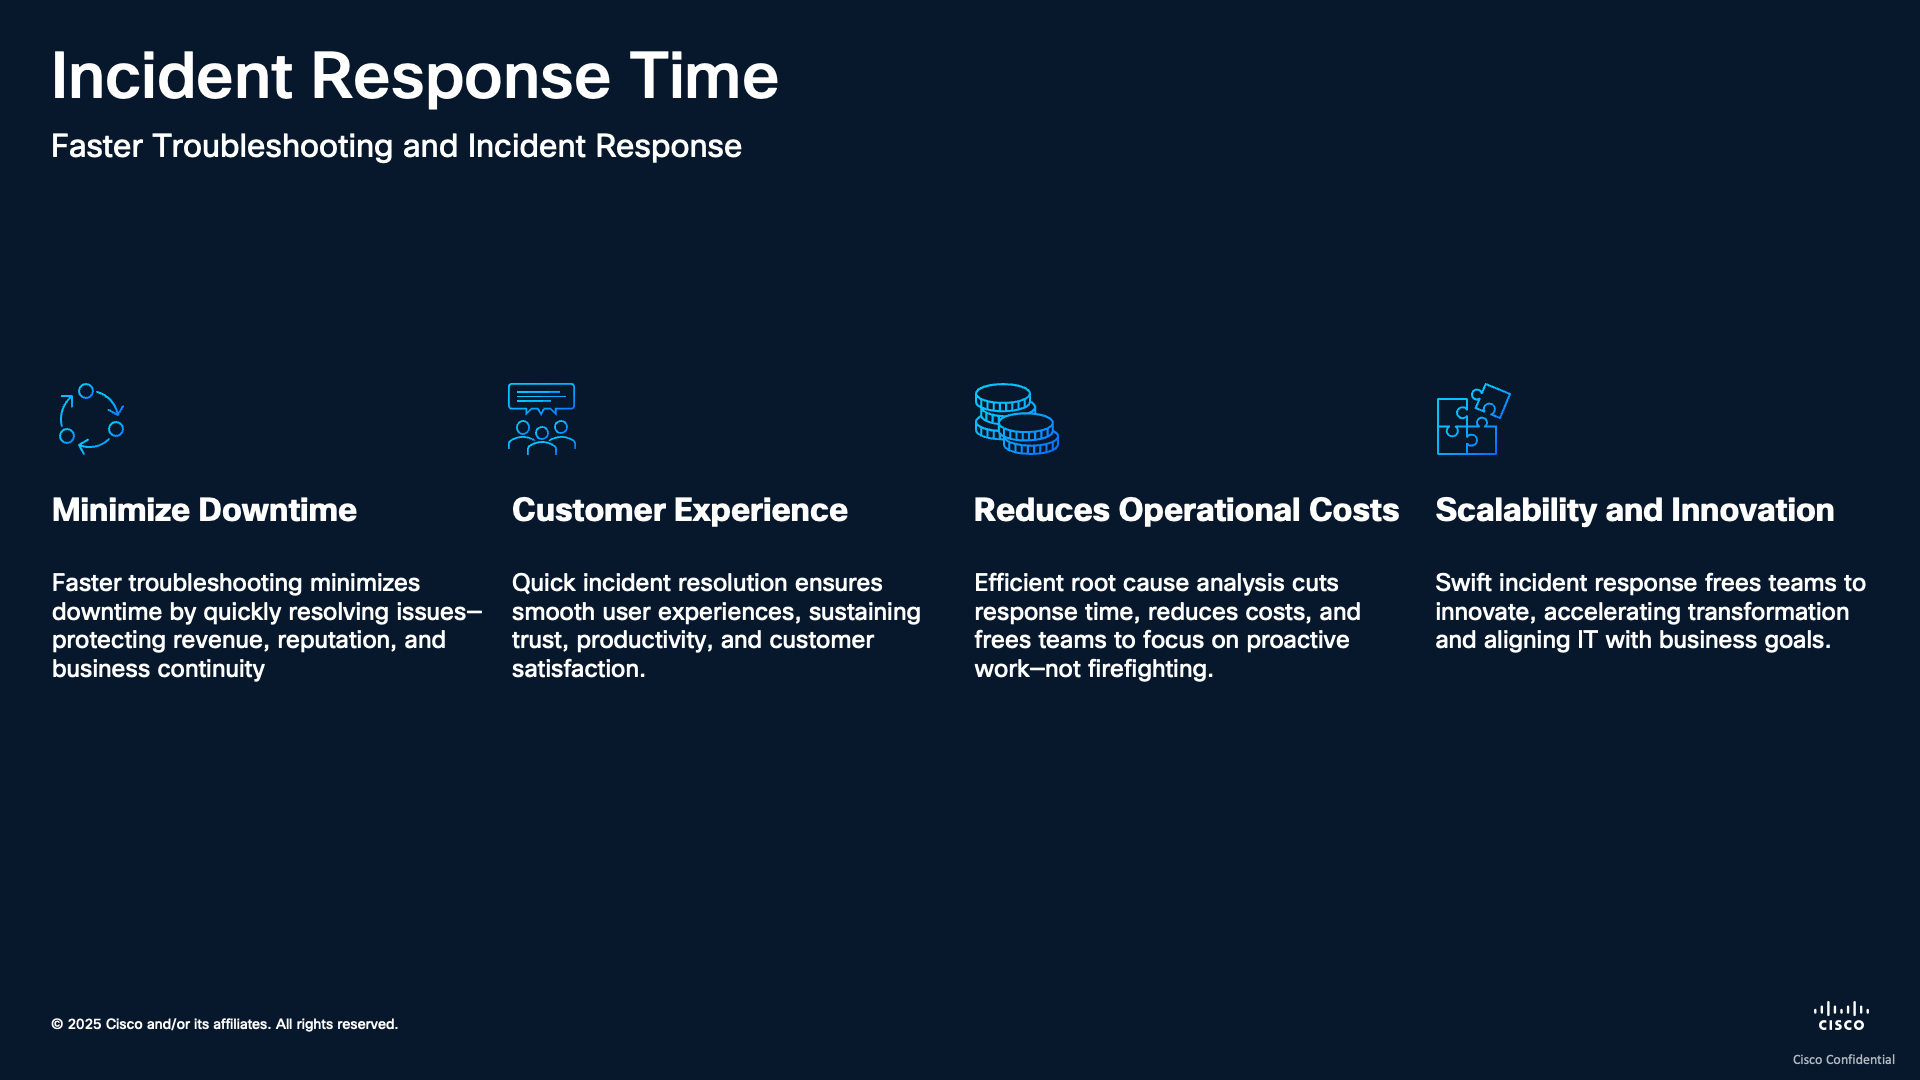 Incident Response Time
Faster Troubleshooting and Incident Response
Minimize Downtime
Faster troubleshooting minimizes
downtime by quickly resolving issues—
protecting revenue, reputation, and
business continuity
Customer Experience
Quick incident resolution ensures
smooth user experiences, sustaining
trust, productivity, and customer
satisfaction.
Reduces Operational Costs
Efficient root cause analysis cuts
response time, reduces costs, and
frees teams to focus on proactive
work—not firefighting.
Scalability and Innovation
Swift incident response frees teams to
innovate, accelerating transformation
and aligning IT with business goals.
© 2025 Cisco and/or its affiliates. All rights reserved.
CISCO
Cisco Confidential